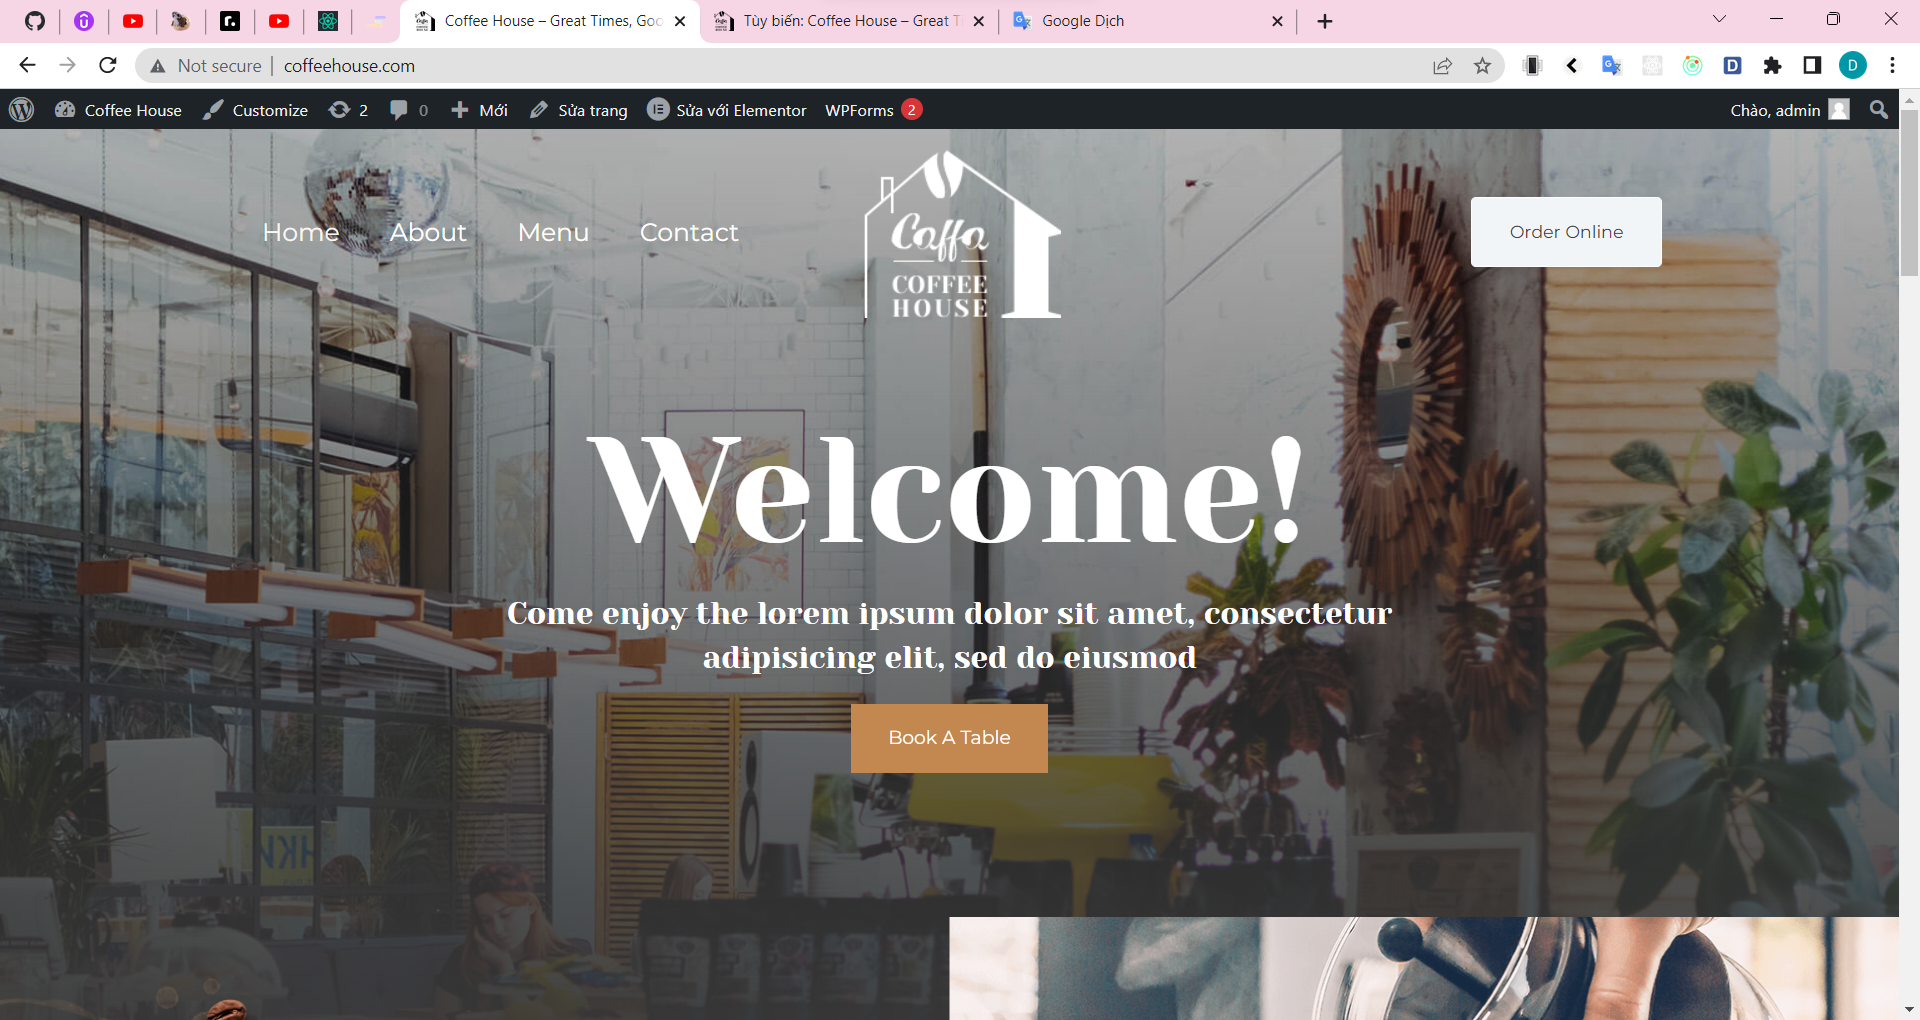 Coffee House – Great Times, Goo
Tùy biến: Coffee House – Great T
Google Dịch
Not secure
coffeehouse.com
D
D
Coffee House
Customize
2
0
Mới
Sửa trang
Sửa với Elementor
WPForms 2
Chào, admin
Home
About
Menu
Contact
Caffa
COFFEE
HOUSE
Order Online
Welcome!
Come enjoy the lorem ipsum dolor sit amet, consectetur
adipisicing elit, sed do eiusmod
Book A Table